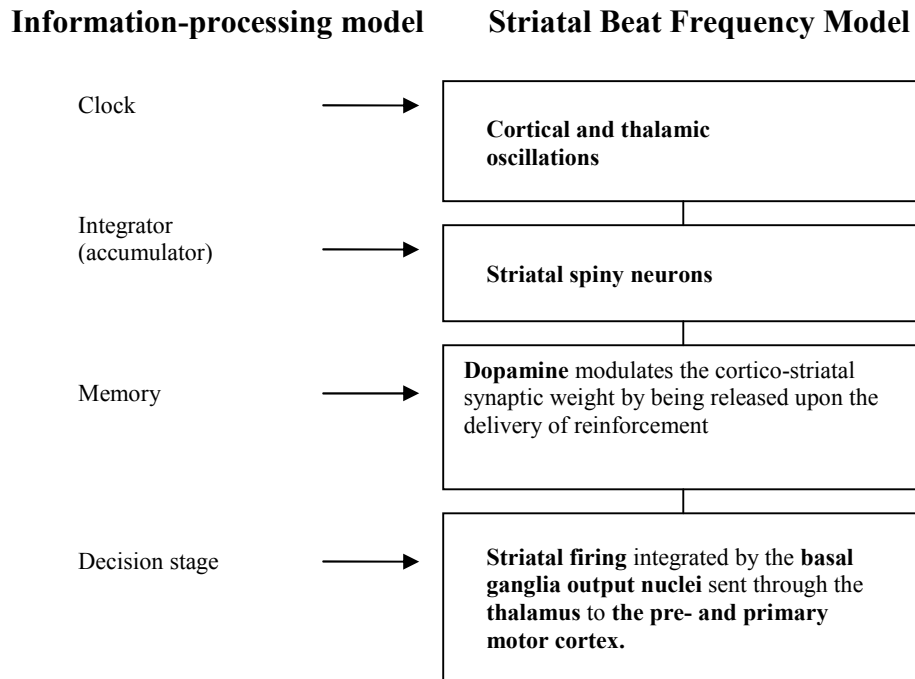 Information-processing model Striatal Beat Frequency Model
Clock
Cortical and thalamic
oscillations
Integrator
(accumulator)
Striatal spiny neurons
Memory
Dopamine modulates the cortico-striatal
synaptic weight by being released upon the
delivery of reinforcement
Decision stage
Striatal firing integrated by the basal
ganglia output nuclei sent through the
thalamus to the pre- and primary
motor cortex.